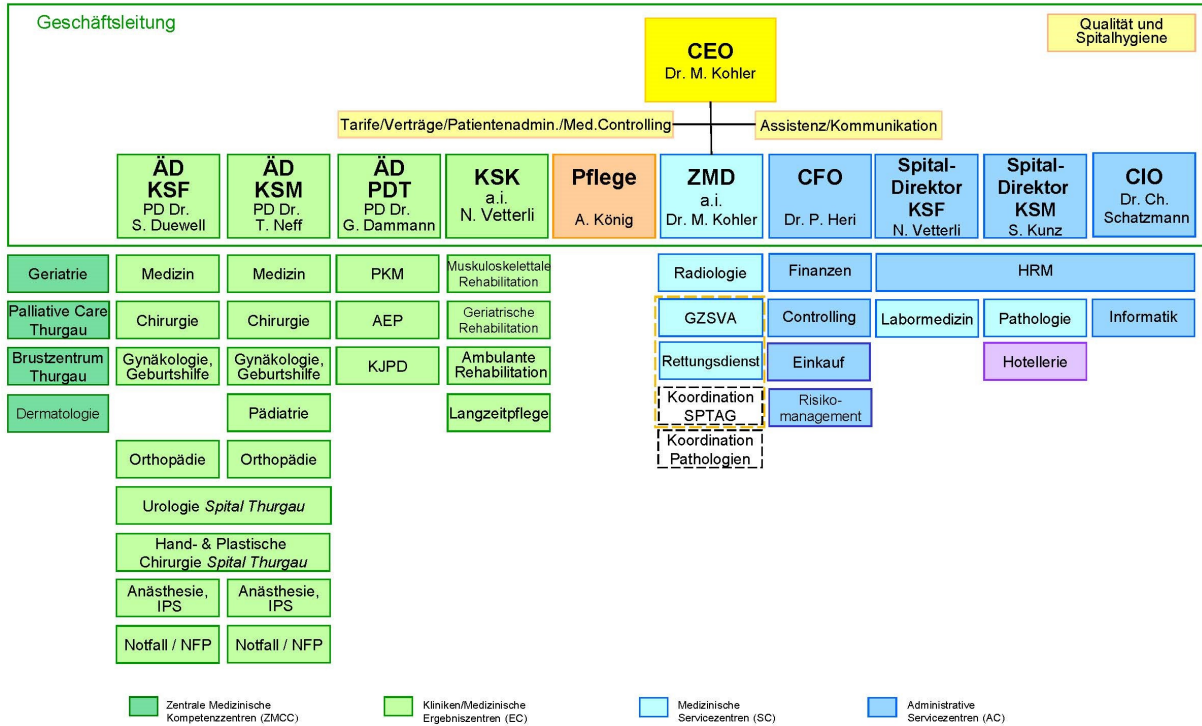 Geschäftsleitung
Qualität und
Spitalhygiene
CEO
Dr. M. Kohler
Tarife/Verträge/Patientenadmin./Med.Controlling
Assistenz/Kommunikation
ÄD
KSF
PD Dr.
S. Duewell
ÄD
KSM
PD Dr.
T. Neff
ÄD
PDT
PD Dr.
G. Dammann
KSK
a.i.
N. Vetterli
Pflege
A. König
ZMD
a.i.
Dr. M. Kohler
CFO
Dr. P. Heri
Spital-
Direktor
KSF
N. Vetterli
Spital-
Direktor
KSM
S. Kunz
CIO
Dr. Ch.
Schatzmann
Geriatrie
Medizin
Medizin
PKM
Muskuloskelettale
Rehabilitation
Radiologie
Finanzen
HRM
Palliative Care
Thurgau
Chirurgie
Chirurgie
AEP
Geriatrische
Rehabilitation
GZSVA
Controlling
Labormedizin
Pathologie
Informatik
Brustzentrum
Thurgau
Gynäkologie,
Geburtshilfe
Gynäkologie,
Geburtshilfe
KJPD
Ambulante
Rehabilitation
Rettungsdienst
Einkauf
Hotellerie
Dermatologie
Pädiatrie
Langzeitpflege
Koordination
SPTAG
Risiko-
management
Orthopädie
Orthopädie
Koordination
Pathologien
Urologie Spital Thurgau
Hand- & Plastische
Chirurgie Spital Thurgau
Anästhesie,
IPS
Anästhesie,
IPS
Notfall / NFP
Notfall / NFP
Zentrale Medizinische
Kompetenzzentren (ZMCC)
Kliniken/Medizinische
Ergebniszentren (EC)
Medizinische
Servicezentren (SC)
Administrative
Servicezentren (AC)